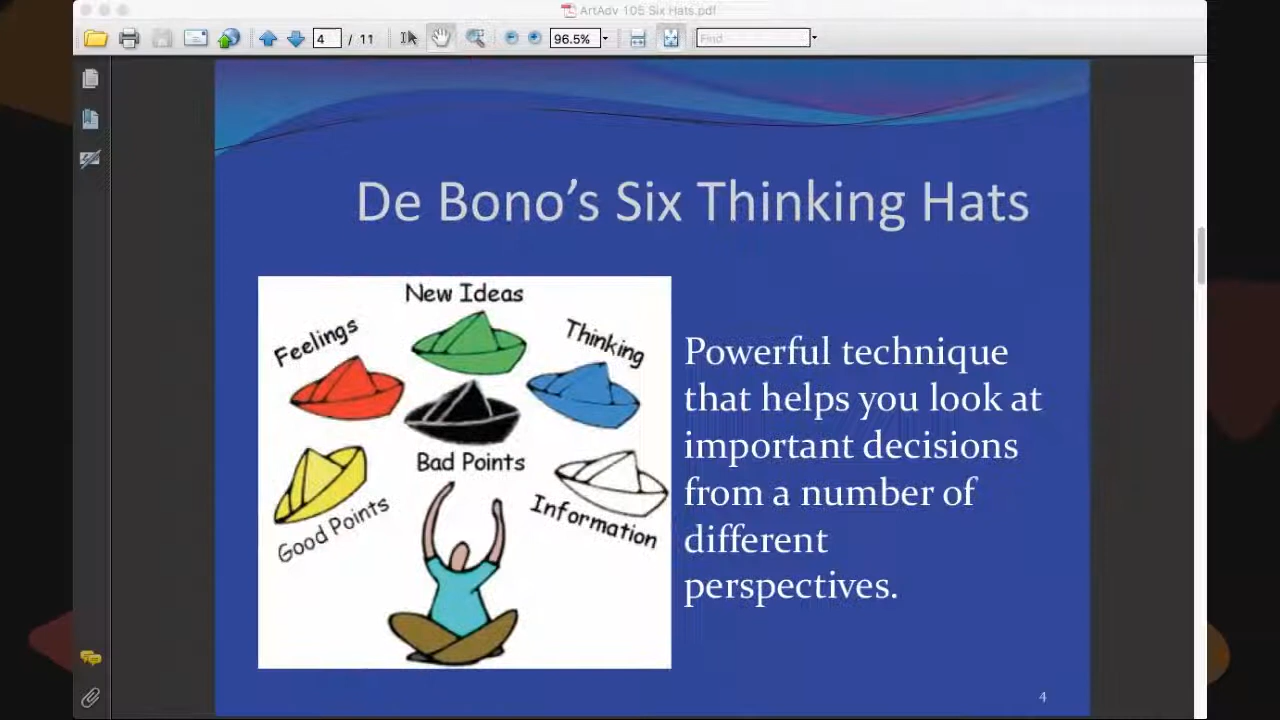 ArtAdv 105 Six Hats.pdf
4 / 11
96.5%
Find
De Bono's Six Thinking Hats
New Ideas
Feelings
Thinking
Bad Points
Good Points
Information
Powerful technique
that helps you look at
important decisions
from a number of
different
perspectives.
4